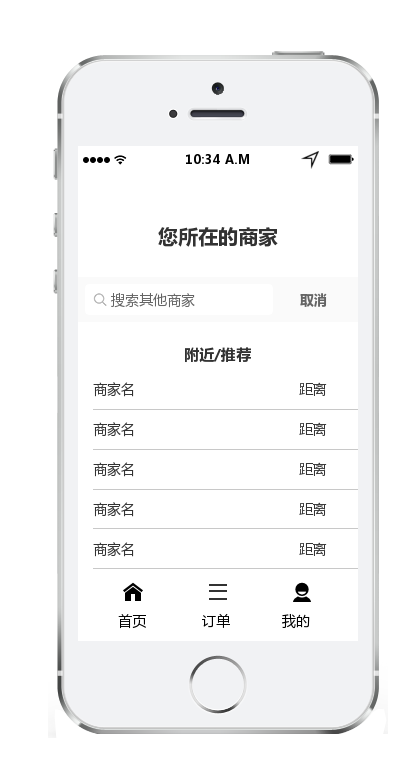 10:34 A.M
您所在的商家
搜索其他商家 取消
附近/推荐
商家名 距离
商家名 距离
商家名 距离
商家名 距离
商家名 距离
首页 订单 我的